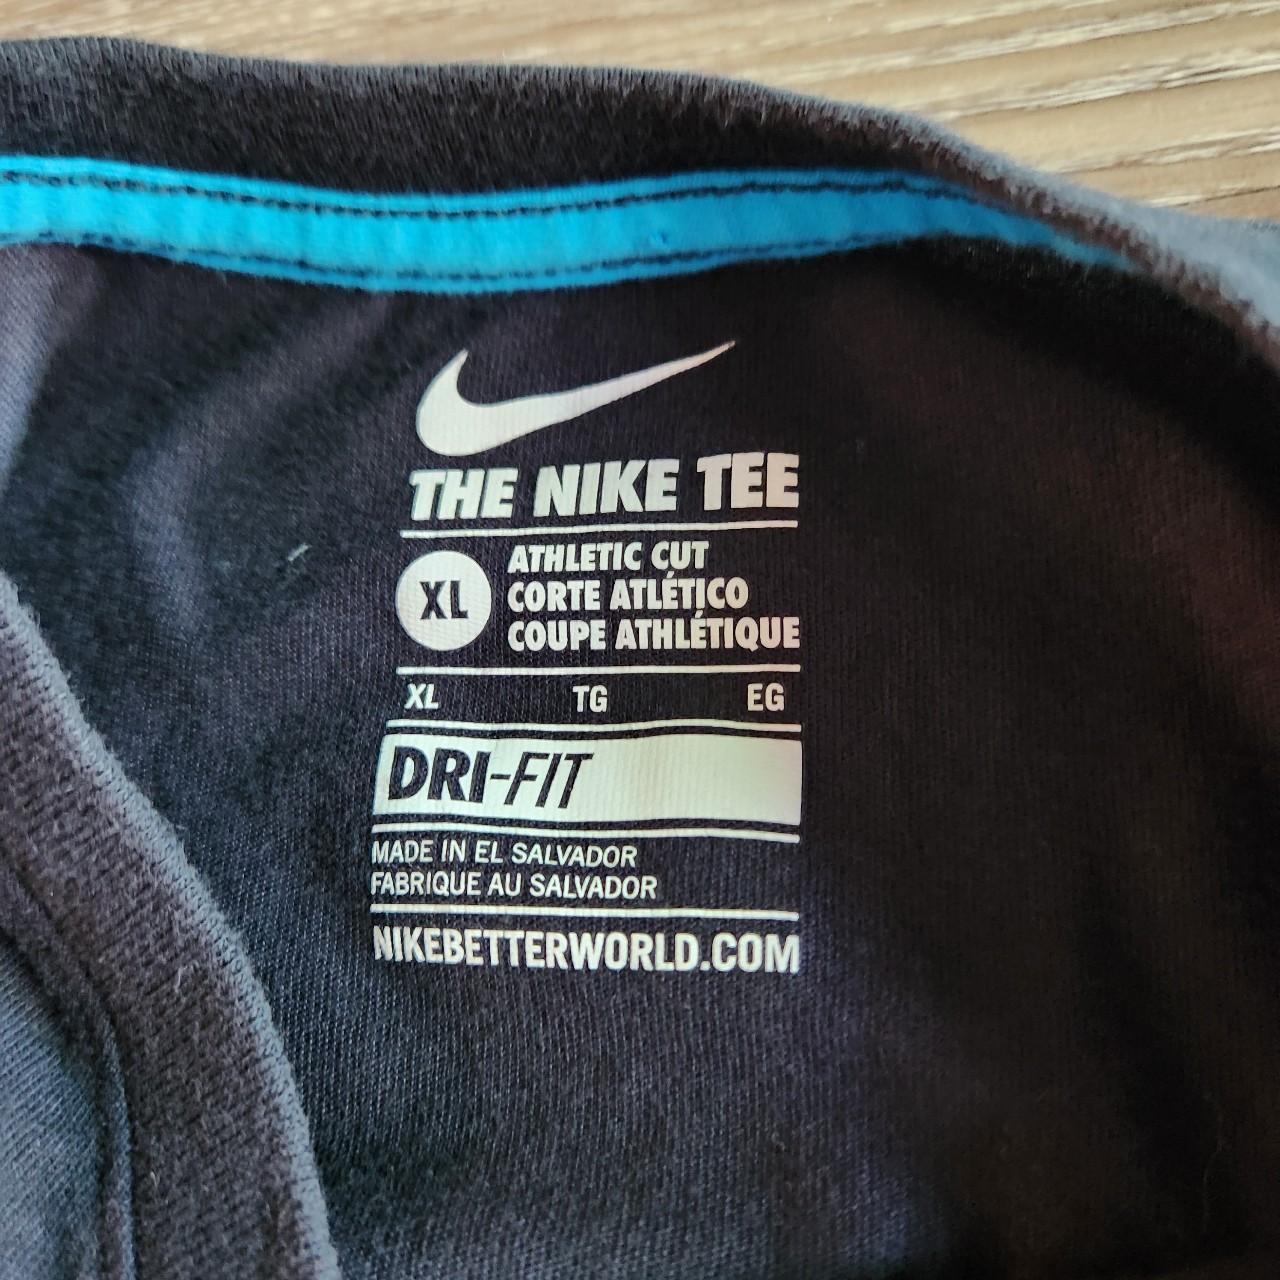 THE NIKE TEE
XL
ATHLETIC CUT
CORTE ATLÉTICO
COUPE ATHLÉTIQUE
XL TG EG
DRI-FIT
MADE IN EL SALVADOR
FABRIQUE AU SALVADOR
NIKEBETTERWORLD.COM